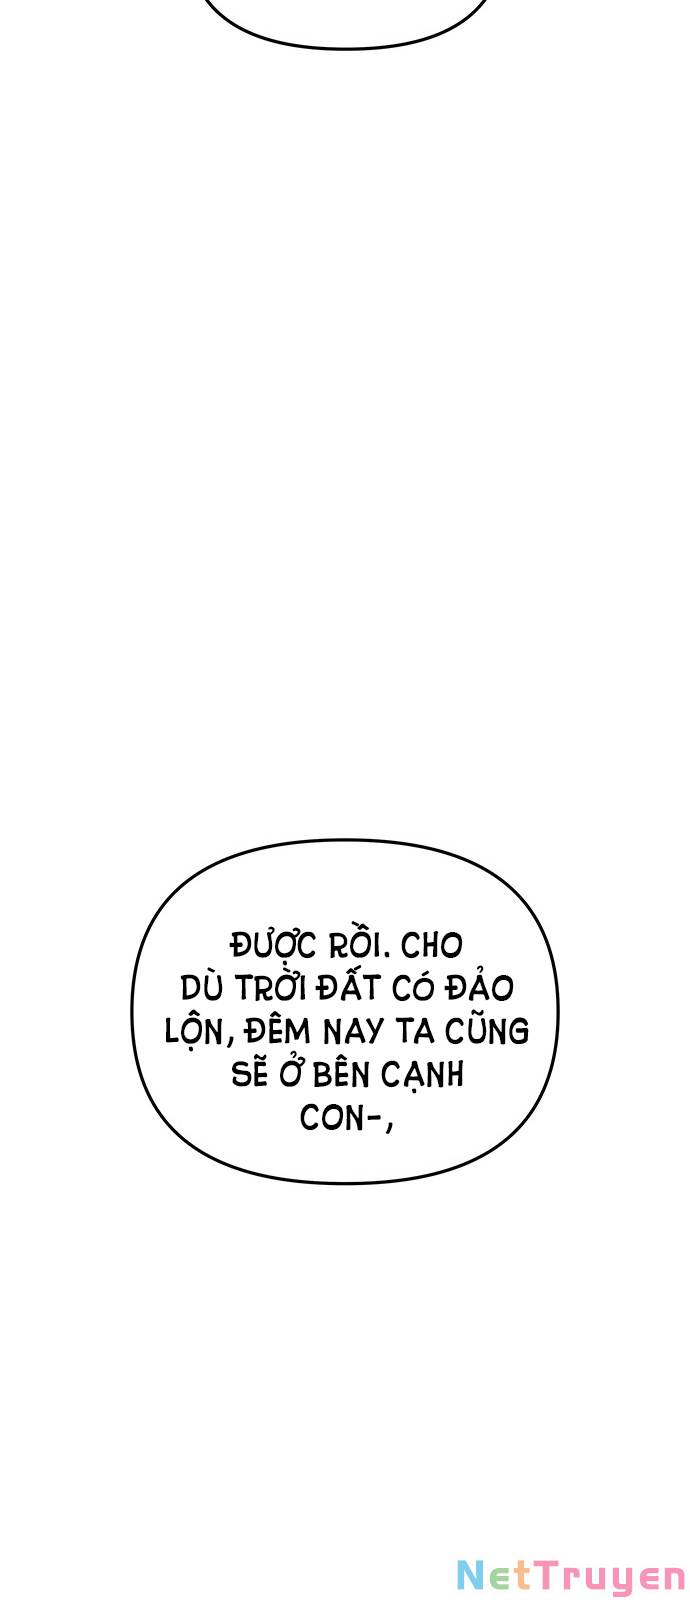 ĐƯỢC RỒI. CHO
DÙ TRỜI ĐẤT CÓ ĐẢO
LỘN, ĐÊM NAY TA CŨNG
SẼ Ở BÊN CẠNH
CON-,
NetTruyen